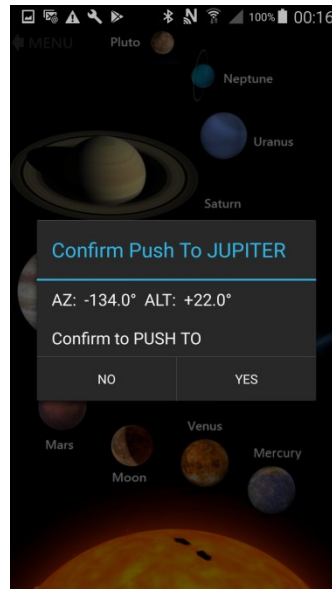 100% 00:16
MENU
Pluto
Neptune
Uranus
Saturn
Confirm Push To JUPITER
AZ: -134.0° ALT: +22.0°
Confirm to PUSH TO
NO YES
Venus
Mars
Mercury
Moon